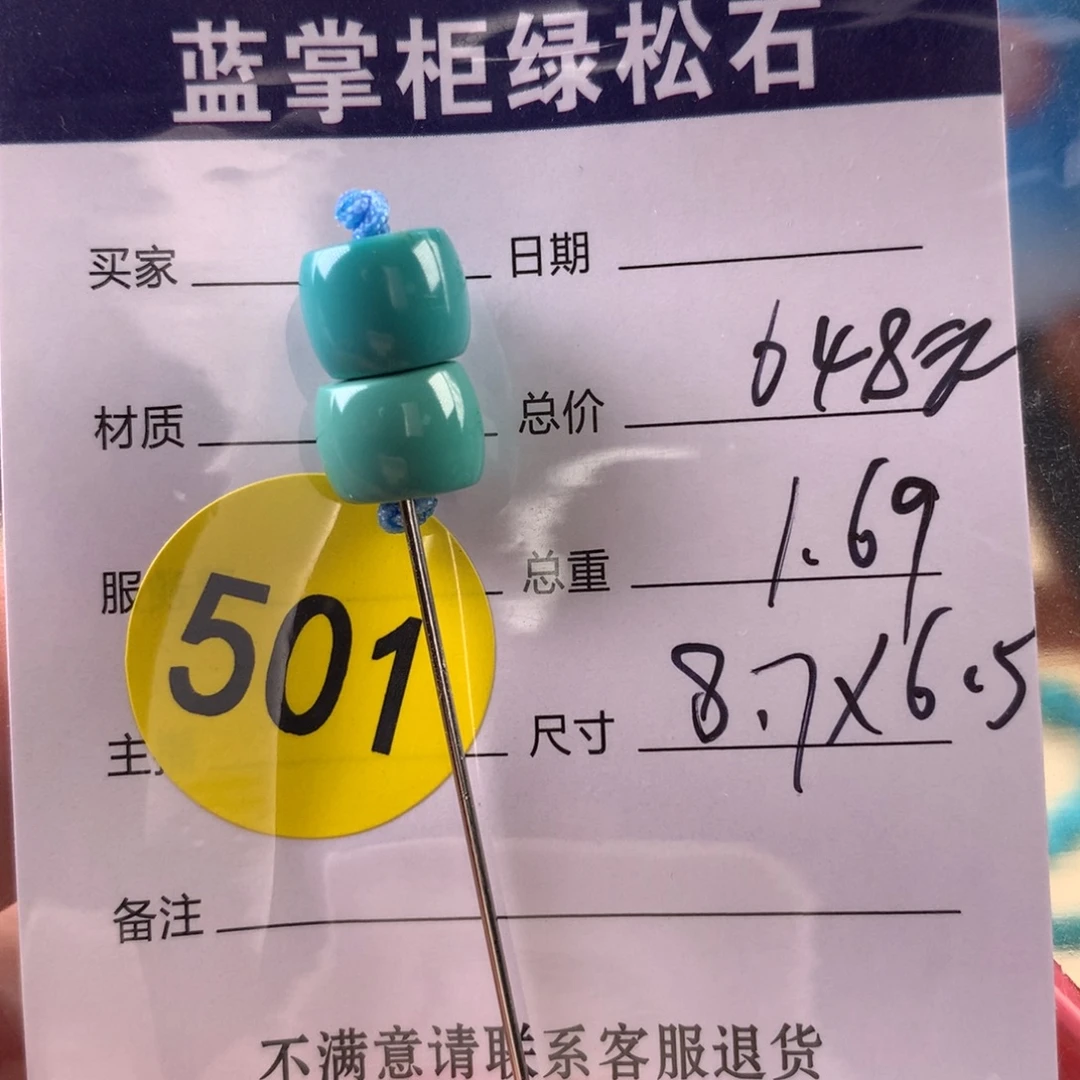 蓝掌柜绿松石
买家 日期
材质 总价 648元
服 总重 1.69
501
主 尺寸 8.7x6.5
备注
不满意请联系客服退货